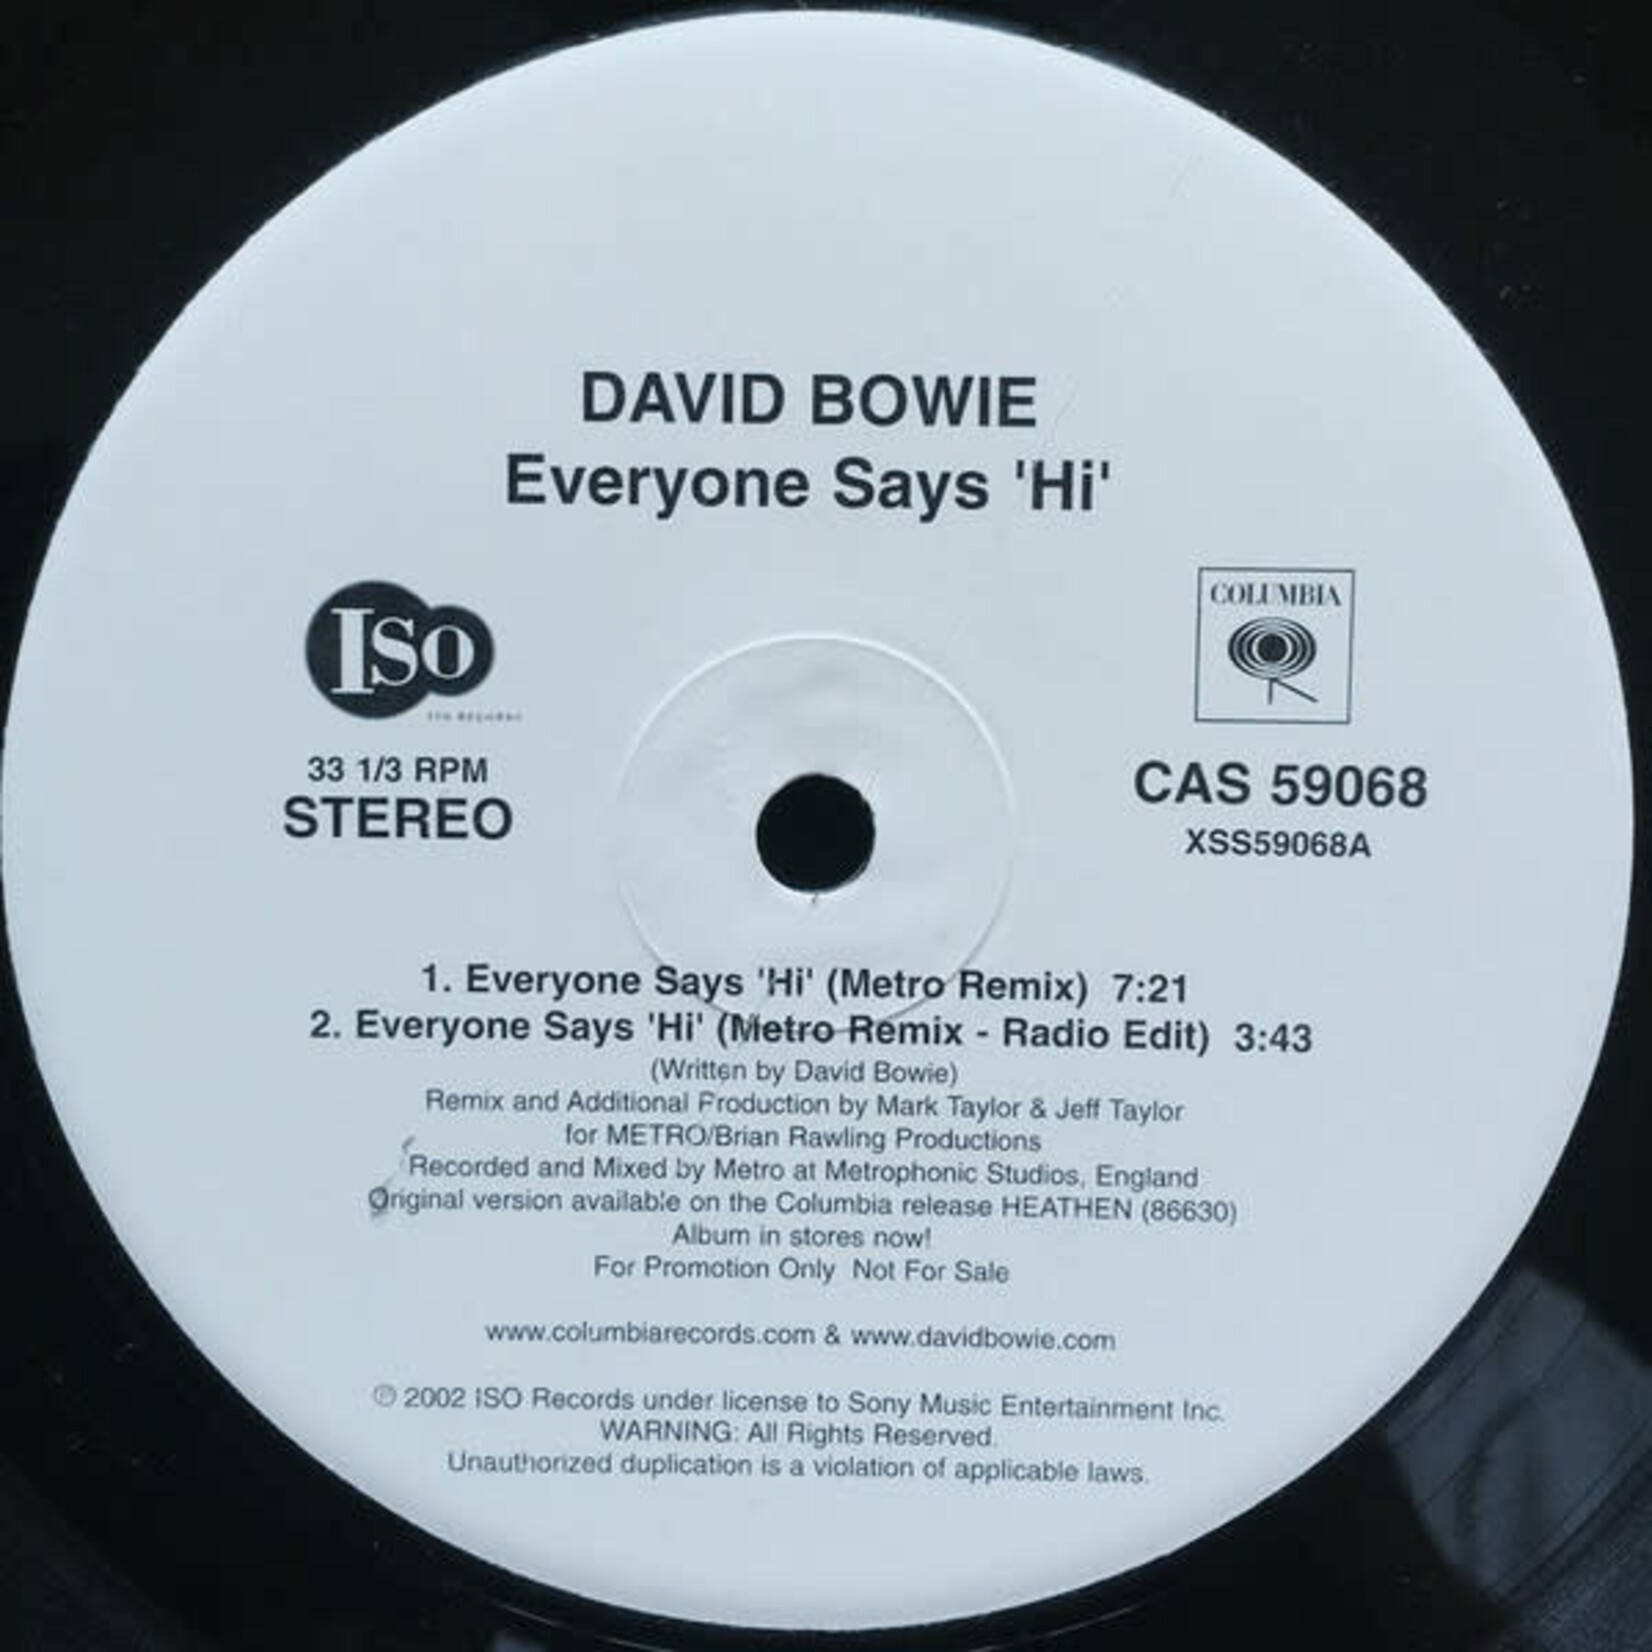 DAVID BOWIE
Everyone Says 'Hi'
ISO
ISO RECORDS
33 1/3 RPM
STEREO
COLUMBIA
CAS 59068
XSS59068A
1. Everyone Says 'Hi' (Metro Remix) 7:21
2. Everyone Says 'Hi' (Metro Remix - Radio Edit) 3:43
(Written by David Bowie)
Remix and Additional Production by Mark Taylor & Jeff Taylor
for METRO/Brian Rawling Productions
Recorded and Mixed by Metro at Metrophonic Studios, England
Original version available on the Columbia release HEATHEN (86630)
Album in stores now!
For Promotion Only Not For Sale
www.columbiarecords.com & www.davidbowie.com
℗ 2002 ISO Records under license to Sony Music Entertainment Inc.
WARNING: All Rights Reserved.
Unauthorized duplication is a violation of applicable laws.